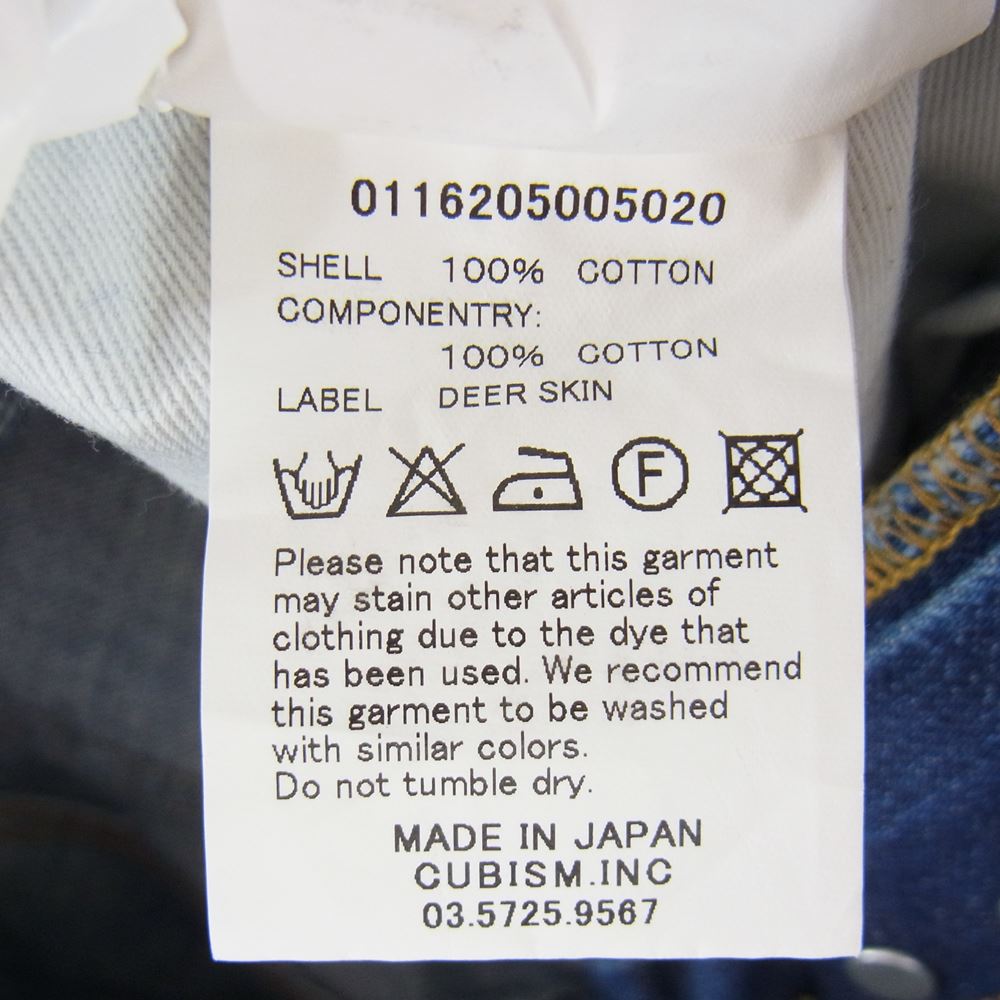 0116205005020
SHELL 100% COTTON
COMPONENTRY:
100% COTTON
LABEL DEER SKIN
F
Please note that this garment
may stain other articles of
clothing due to the dye that
has been used. We recommend
this garment to be washed
with similar colors.
Do not tumble dry.
MADE IN JAPAN
CUBISM.INC
03.5725.9567